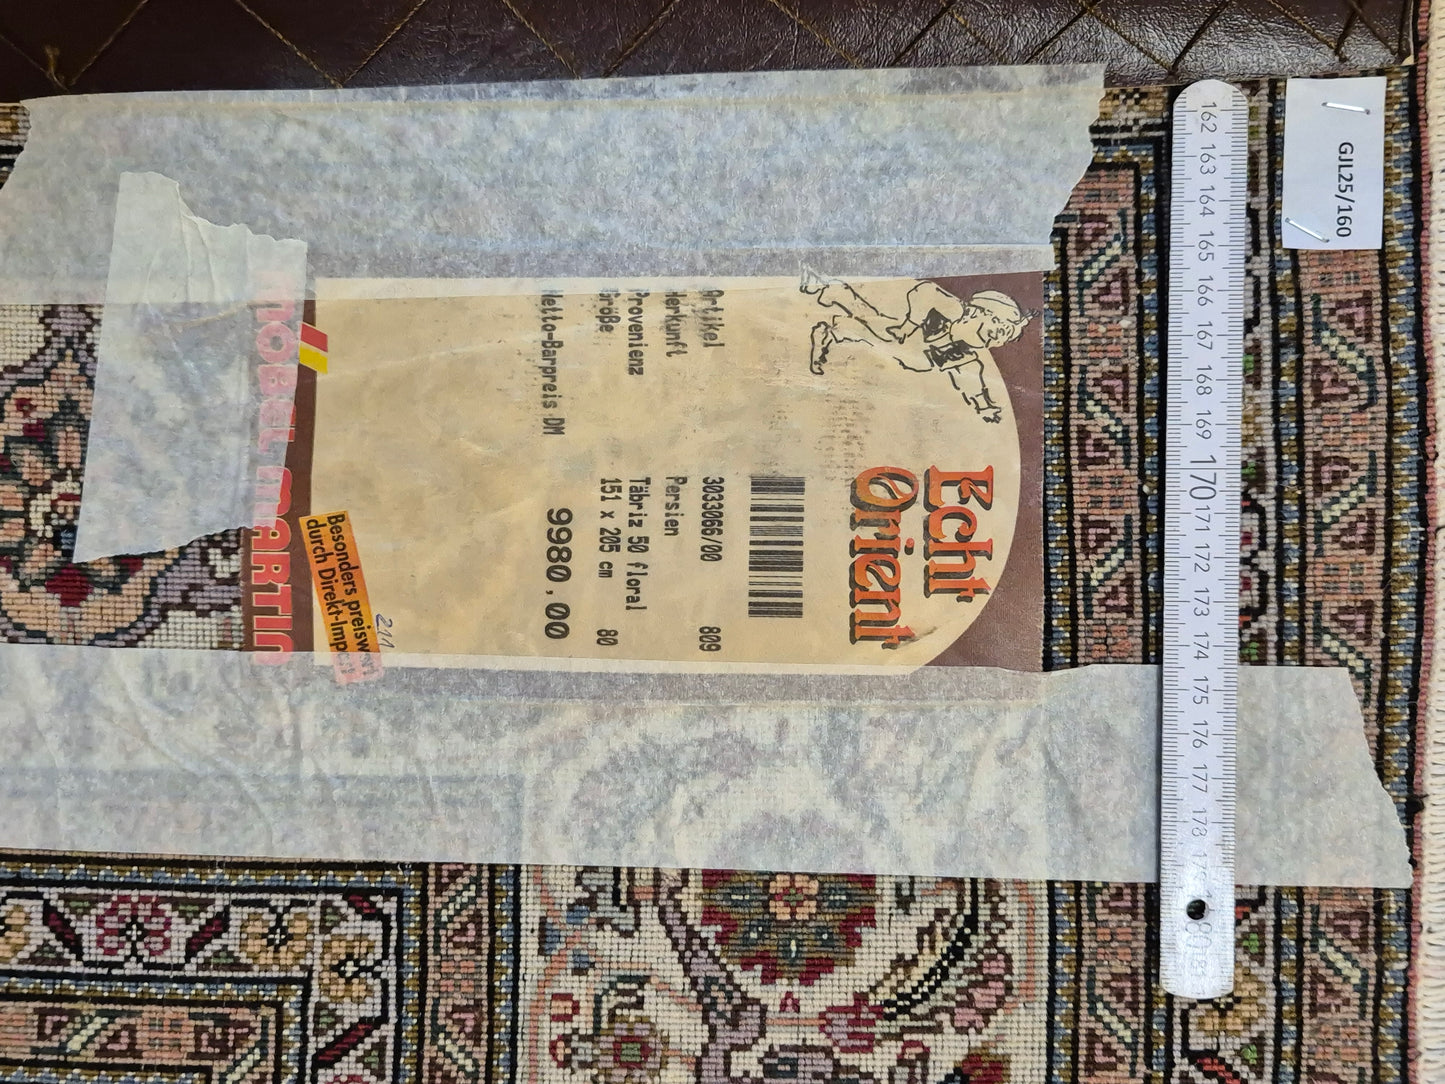 Echt
Orient
Artikel 303306/00 809
Herkunft Persien
Provenienz Täbriz 50 floral
Größe 151 x 205 cm 80
Netto-Barpreis DM 9980,00
211
Besonders preiswert
durch Direkt-Import
MÖBEL MARTIN
GJL25/160
162 163 164 165 166 167 168 169 170 171 172 173 174 175 176 177 178